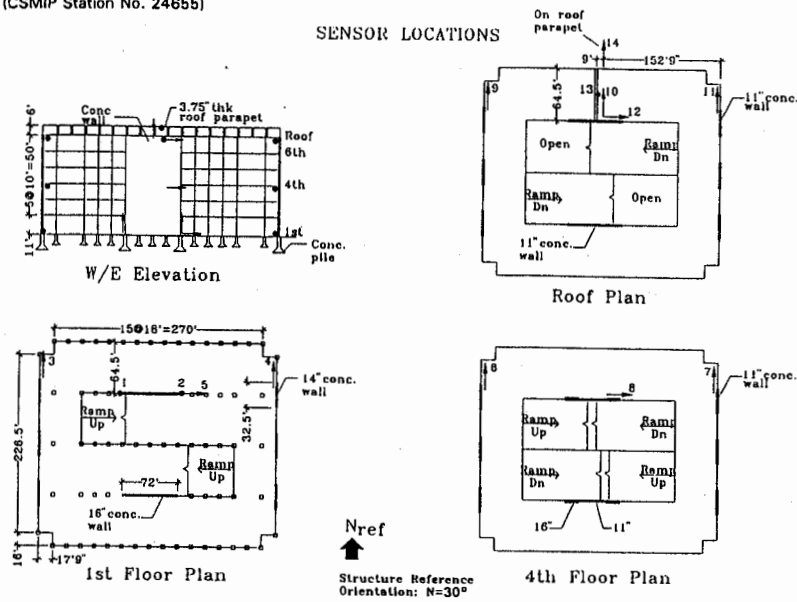 (CSMIP Station No. 24655)
SENSOR LOCATIONS
On roof
parapet
14
9'
152'9"
9
13
10
11
12
64.5'
11" conc.
wall
Open
Ramp
Dn
Ramp
Dn
Open
11" conc.
wall
Roof Plan
Conc
wall
3.75" thk
roof parapet
6'
Roof
6th
5@10'=50'
4th
1st
11'
Conc.
pile
W/E Elevation
15@18'=270'
3
64.5'
4
1
2
5
14" conc.
wall
Ramp
Up
32.5'
226.5'
72'
Ramp
Up
16" conc.
wall
16'
17'9"
1st Floor Plan
Nref
Structure Reference
Orientation: N=30°
6
7
8
11" conc.
wall
Ramp
Up
Ramp
Dn
Ramp
Dn
Ramp
Up
16"
11"
4th Floor Plan